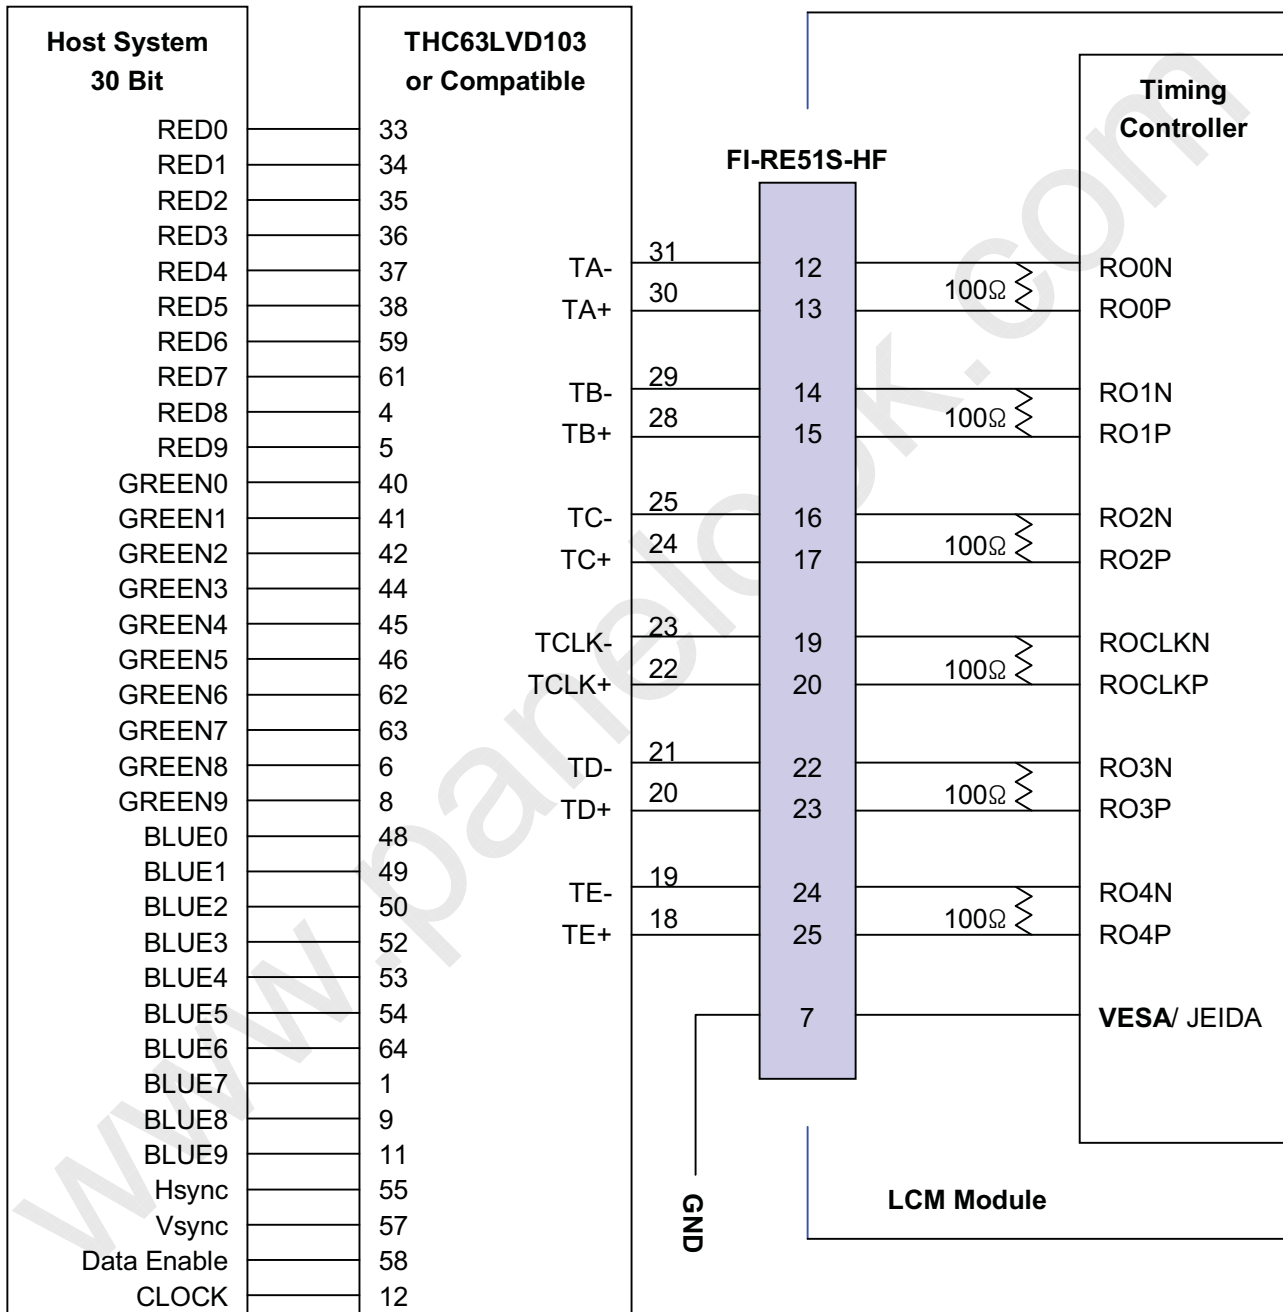 Host System
30 Bit
RED0
RED1
RED2
RED3
RED4
RED5
RED6
RED7
RED8
RED9
GREEN0
GREEN1
GREEN2
GREEN3
GREEN4
GREEN5
GREEN6
GREEN7
GREEN8
GREEN9
BLUE0
BLUE1
BLUE2
BLUE3
BLUE4
BLUE5
BLUE6
BLUE7
BLUE8
BLUE9
Hsync
Vsync
Data Enable
CLOCK
THC63LVD103
or Compatible
33
34
35
36
37
38
59
61
4
5
40
41
42
44
45
46
62
63
6
8
48
49
50
52
53
54
64
1
9
11
55
57
58
12
TA-
TA+
TB-
TB+
TC-
TC+
TCLK-
TCLK+
TD-
TD+
TE-
TE+
31
30
29
28
25
24
23
22
21
20
19
18
GND
FI-RE51S-HF
12
13
14
15
16
17
19
20
22
23
24
25
7
100Ω
100Ω
100Ω
100Ω
100Ω
100Ω
LCM Module
Timing
Controller
RO0N
RO0P
RO1N
RO1P
RO2N
RO2P
ROCLKN
ROCLKP
RO3N
RO3P
RO4N
RO4P
VESA/ JEIDA
www.panelook.com